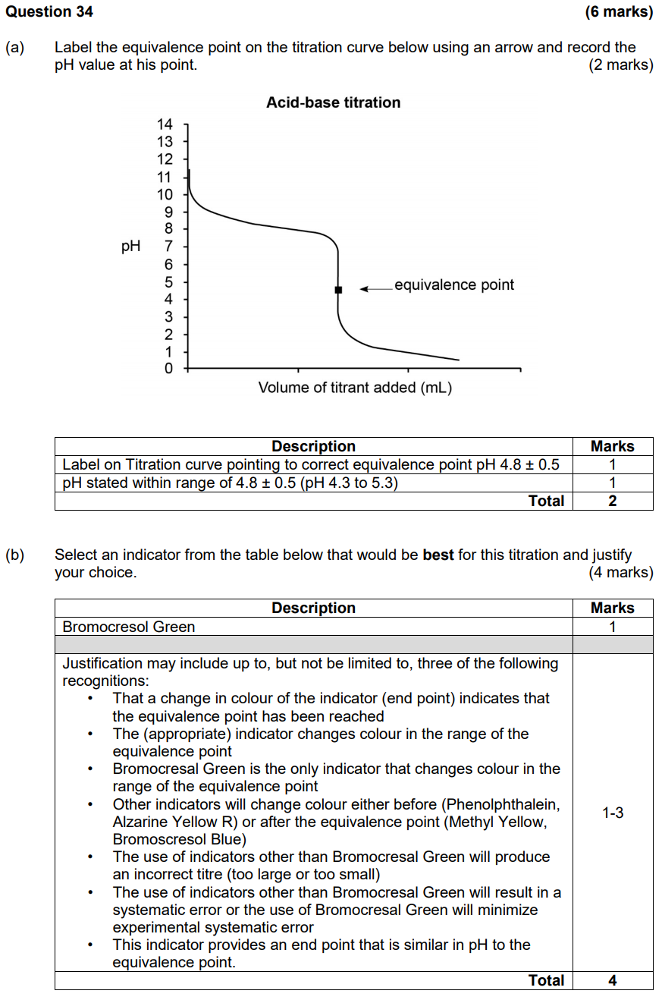 Question 34 (6 marks)
(a) Label the equivalence point on the titration curve below using an arrow and record the
pH value at his point. (2 marks)
Acid-base titration
14
13
12
11
10
9
8
pH 7
6
5
equivalence point
4
3
2
1
0
Volume of titrant added (mL)
Description Marks
Label on Titration curve pointing to correct equivalence point pH 4.8 ± 0.5 1
pH stated within range of 4.8 ± 0.5 (pH 4.3 to 5.3) 1
Total 2
(b) Select an indicator from the table below that would be best for this titration and justify
your choice. (4 marks)
Description Marks
Bromocresol Green 1
Justification may include up to, but not be limited to, three of the following
recognitions:
• That a change in colour of the indicator (end point) indicates that
the equivalence point has been reached
• The (appropriate) indicator changes colour in the range of the
equivalence point
• Bromocresal Green is the only indicator that changes colour in the
range of the equivalence point
• Other indicators will change colour either before (Phenolphthalein,
Alzarine Yellow R) or after the equivalence point (Methyl Yellow,
Bromoscresol Blue)
1-3
• The use of indicators other than Bromocresal Green will produce
an incorrect titre (too large or too small)
• The use of indicators other than Bromocresal Green will result in a
systematic error or the use of Bromocresal Green will minimize
experimental systematic error
• This indicator provides an end point that is similar in pH to the
equivalence point.
Total 4